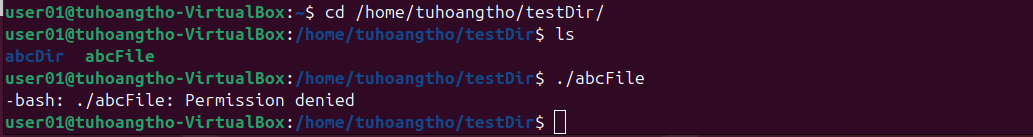 user01@tuhoangtho-VirtualBox:~$ cd /home/tuhoangtho/testDir/
user01@tuhoangtho-VirtualBox:/home/tuhoangtho/testDir$ ls
abcDir  abcFile
user01@tuhoangtho-VirtualBox:/home/tuhoangtho/testDir$ ./abcFile
-bash: ./abcFile: Permission denied
user01@tuhoangtho-VirtualBox:/home/tuhoangtho/testDir$